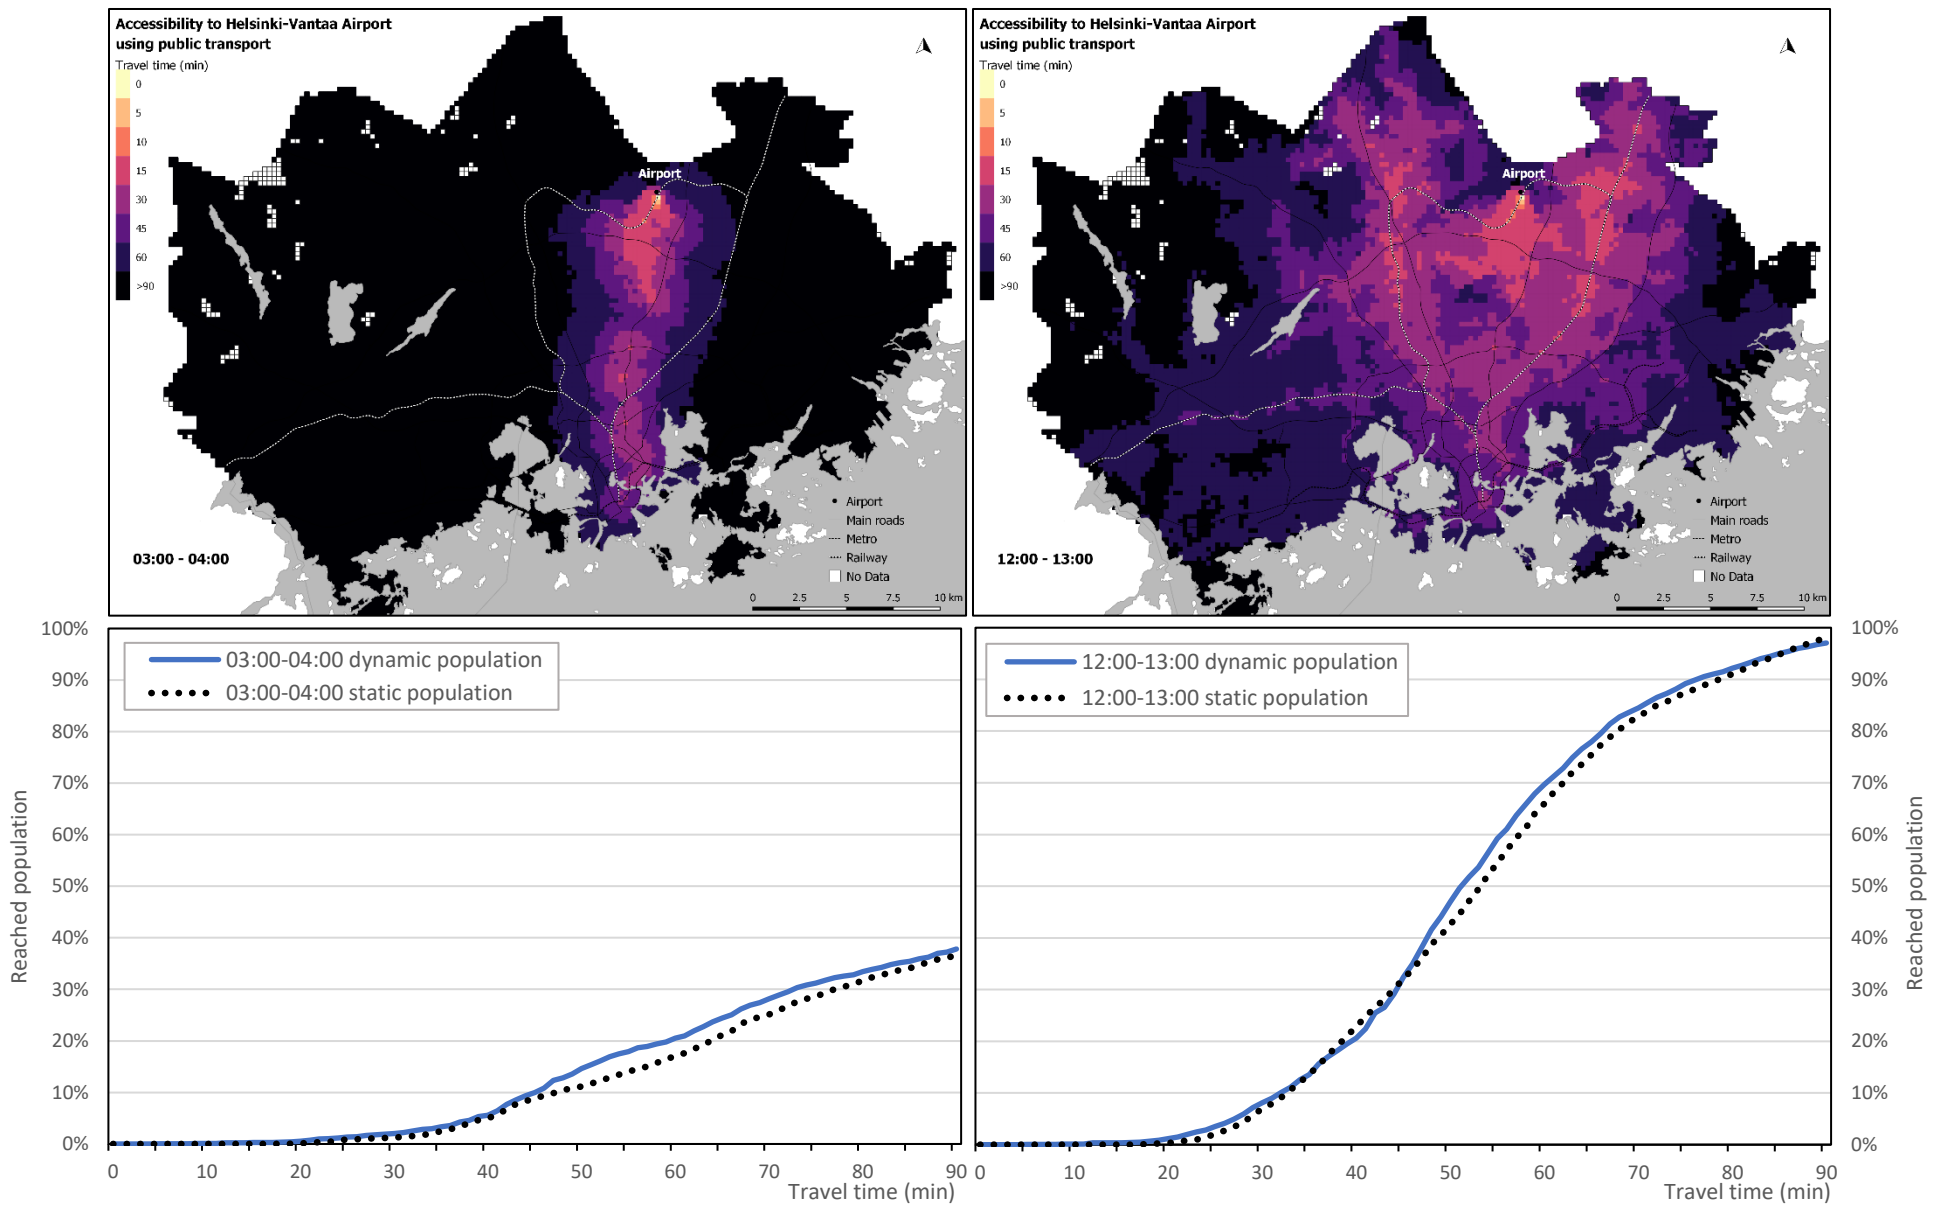 Accessibility to Helsinki-Vantaa Airport
using public transport
Travel time (min)
0
5
10
15
30
45
60
>90
Airport
03:00 - 04:00
Airport
Main roads
Metro
Railway
No Data
0 2.5 5 7.5 10 km
Accessibility to Helsinki-Vantaa Airport
using public transport
Travel time (min)
0
5
10
15
30
45
60
>90
Airport
12:00 - 13:00
Airport
Main roads
Metro
Railway
No Data
0 2.5 5 7.5 10 km
100%
90%
80%
70%
60%
50%
40%
30%
20%
10%
0%
Reached population
03:00-04:00 dynamic population
03:00-04:00 static population
0 10 20 30 40 50 60 70 80 90
Travel time (min)
12:00-13:00 dynamic population
12:00-13:00 static population
0 10 20 30 40 50 60 70 80 90
Travel time (min)
100%
90%
80%
70%
60%
50%
40%
30%
20%
10%
0%
Reached population